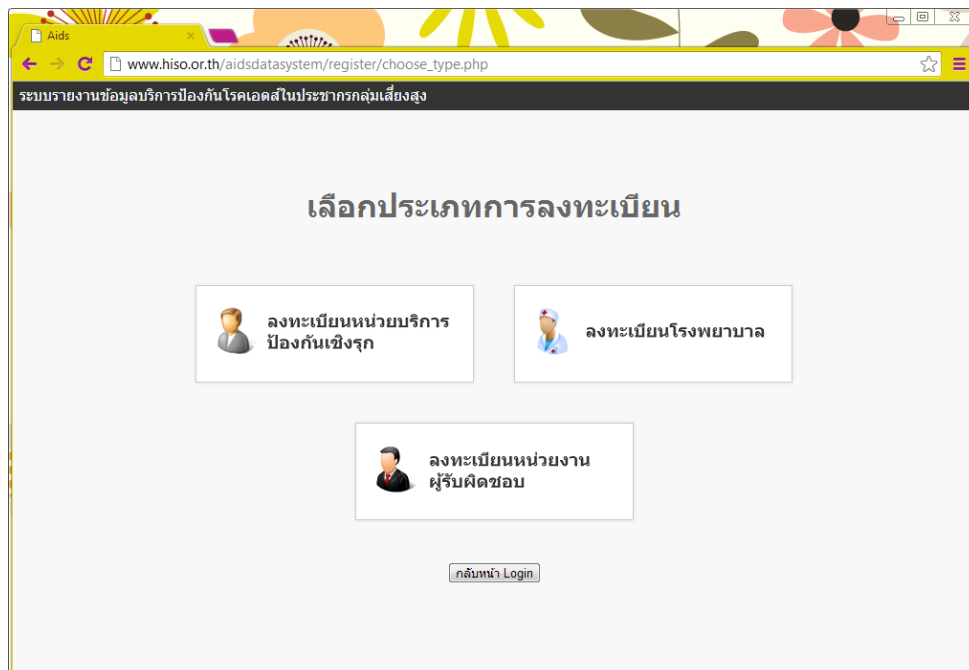 Aids
www.hiso.or.th/aidsdatasystem/register/choose_type.php
ระบบรายงานข้อมูลบริการป้องกันโรคเอดส์ในประชากรกลุ่มเสี่ยงสูง
เลือกประเภทการลงทะเบียน
ลงทะเบียนหน่วยบริการ
ป้องกันเชิงรุก
ลงทะเบียนโรงพยาบาล
ลงทะเบียนหน่วยงาน
ผู้รับผิดชอบ
กลับหน้า Login